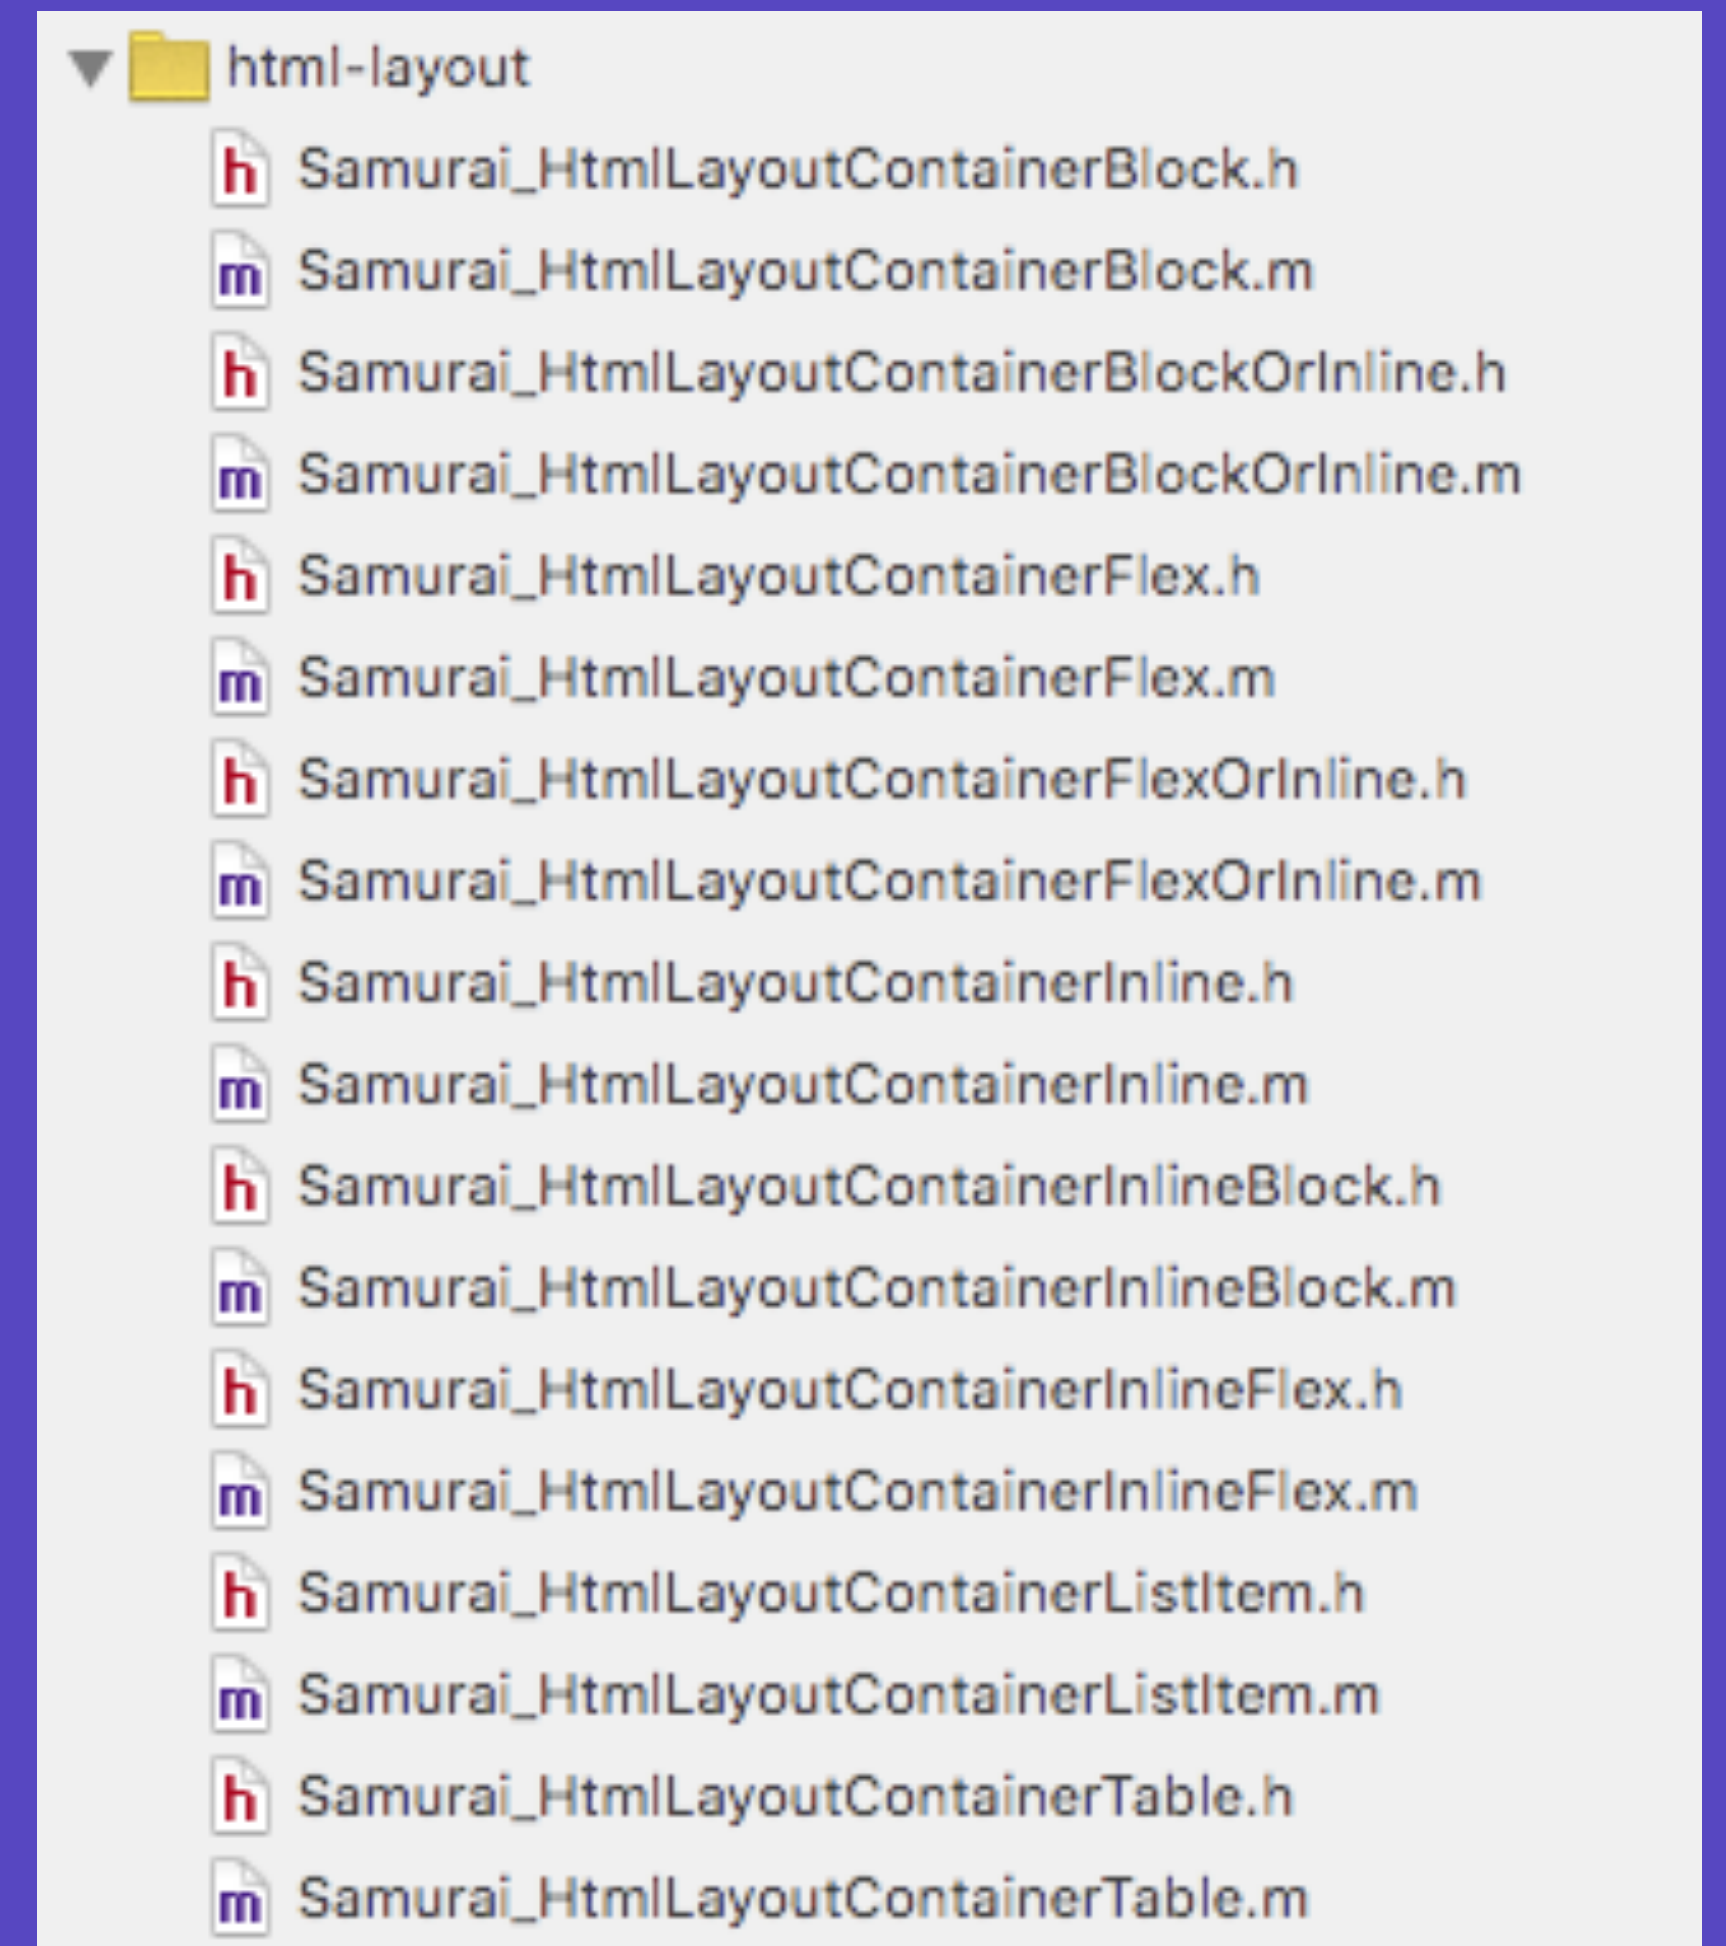 html-layout
h Samurai_HtmlLayoutContainerBlock.h
m Samurai_HtmlLayoutContainerBlock.m
h Samurai_HtmlLayoutContainerBlockOrInline.h
m Samurai_HtmlLayoutContainerBlockOrInline.m
h Samurai_HtmlLayoutContainerFlex.h
m Samurai_HtmlLayoutContainerFlex.m
h Samurai_HtmlLayoutContainerFlexOrInline.h
m Samurai_HtmlLayoutContainerFlexOrInline.m
h Samurai_HtmlLayoutContainerInline.h
m Samurai_HtmlLayoutContainerInline.m
h Samurai_HtmlLayoutContainerInlineBlock.h
m Samurai_HtmlLayoutContainerInlineBlock.m
h Samurai_HtmlLayoutContainerInlineFlex.h
m Samurai_HtmlLayoutContainerInlineFlex.m
h Samurai_HtmlLayoutContainerListItem.h
m Samurai_HtmlLayoutContainerListItem.m
h Samurai_HtmlLayoutContainerTable.h
m Samurai_HtmlLayoutContainerTable.m